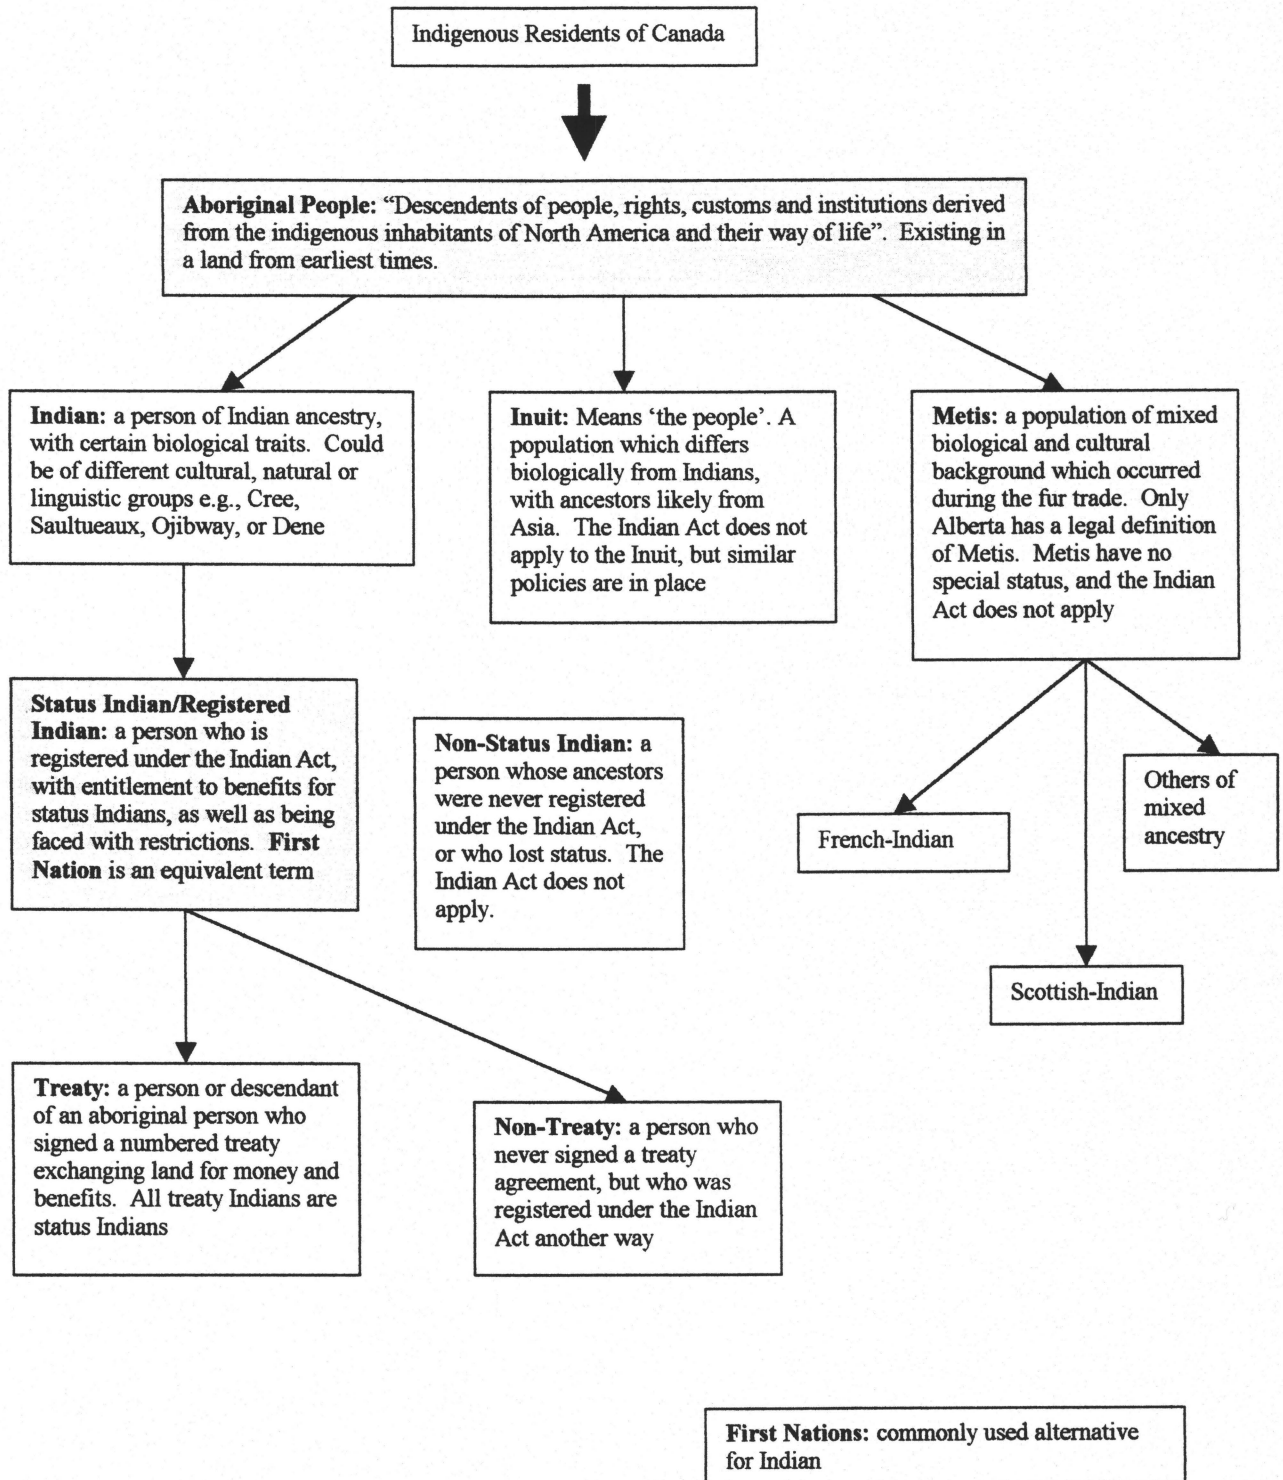 Indigenous Residents of Canada
Aboriginal People: “Descendents of people, rights, customs and institutions derived
from the indigenous inhabitants of North America and their way of life”. Existing in
a land from earliest times.
Indian: a person of Indian ancestry,
with certain biological traits. Could
be of different cultural, natural or
linguistic groups e.g., Cree,
Saultueaux, Ojibway, or Dene
Inuit: Means ‘the people’. A
population which differs
biologically from Indians,
with ancestors likely from
Asia. The Indian Act does not
apply to the Inuit, but similar
policies are in place
Metis: a population of mixed
biological and cultural
background which occurred
during the fur trade. Only
Alberta has a legal definition
of Metis. Metis have no
special status, and the Indian
Act does not apply
Status Indian/Registered
Indian: a person who is
registered under the Indian Act,
with entitlement to benefits for
status Indians, as well as being
faced with restrictions. First
Nation is an equivalent term
Non-Status Indian: a
person whose ancestors
were never registered
under the Indian Act,
or who lost status. The
Indian Act does not
apply.
French-Indian
Others of
mixed
ancestry
Scottish-Indian
Treaty: a person or descendant
of an aboriginal person who
signed a numbered treaty
exchanging land for money and
benefits. All treaty Indians are
status Indians
Non-Treaty: a person who
never signed a treaty
agreement, but who was
registered under the Indian
Act another way
First Nations: commonly used alternative
for Indian